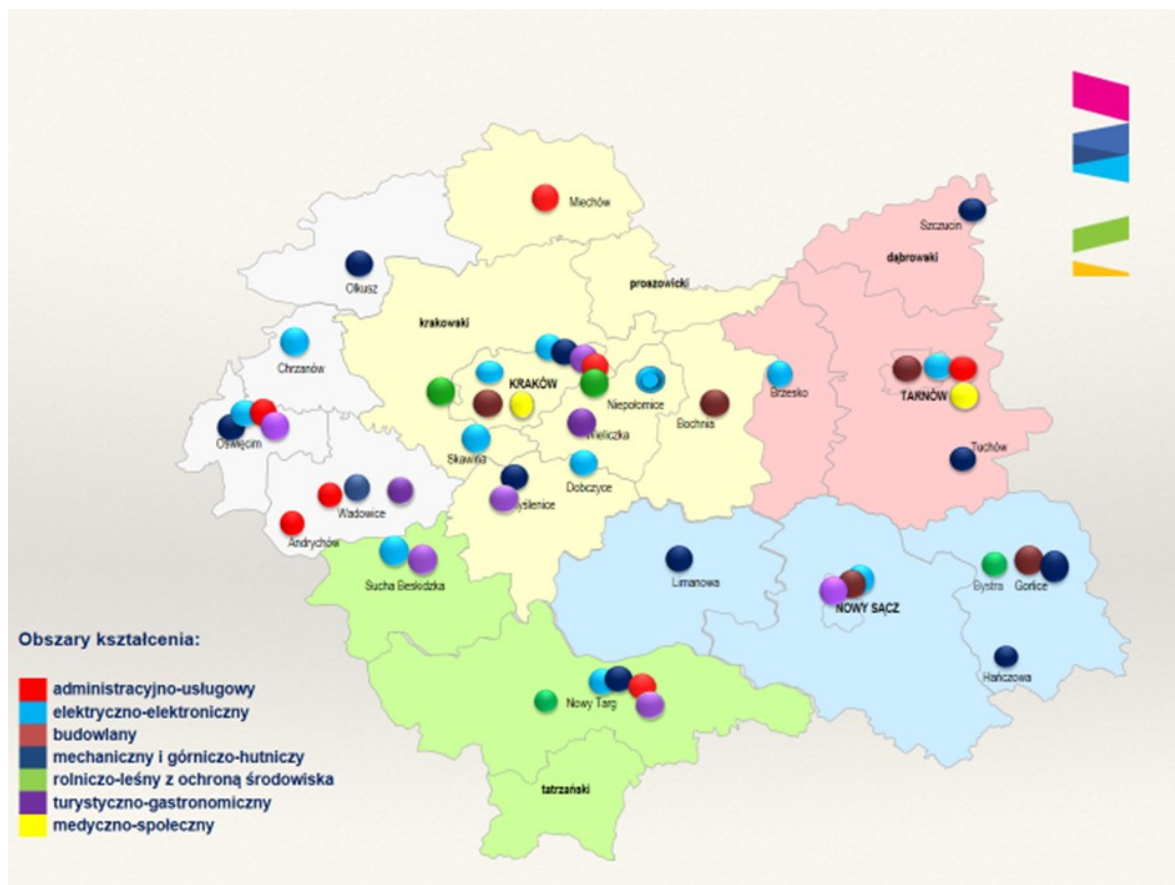 Miechów
Szczucin
dąbrowski
Olkusz
proszowicki
krakowski
Chrzanów
KRAKÓW
Niepołomice
Bochnia
Brzesko
TARNÓW
Oświęcim
Wieliczka
Skawina
Tuchów
Dobczyce
Myślenice
Wadowice
Andrychów
Sucha Beskidzka
Limanowa
NOWY SĄCZ
Bystra
Gorlice
Hańczowa
Nowy Targ
tatrzański
Obszary kształcenia:
administracyjno-usługowy
elektryczno-elektroniczny
budowlany
mechaniczny i górniczo-hutniczy
rolniczo-leśny z ochroną środowiska
turystyczno-gastronomiczny
medyczno-społeczny